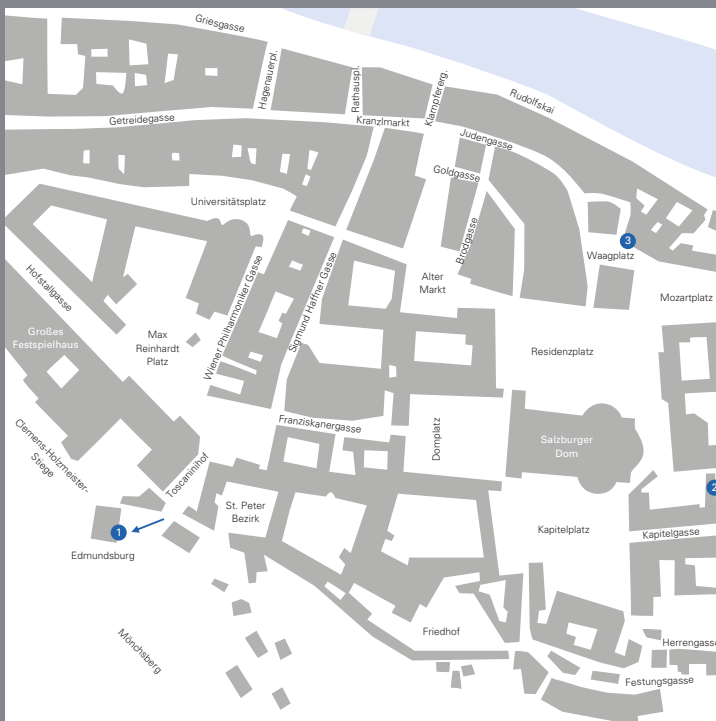 Griesgasse
Hagenauerpl.
Rathauspl.
Klampfererg.
Rudolfskai
Getreidegasse
Kranzlmarkt
Judengasse
Goldgasse
Universitätsplatz
Brodgasse
3
Waagplatz
Hofstallgasse
Wiener Philharmoniker Gasse
Sigmund Haffner Gasse
Alter
Markt
Mozartplatz
Großes
Festspielhaus
Max
Reinhardt
Platz
Residenzplatz
Franziskanergasse
Domplatz
Salzburger
Dom
Clemens-Holzmeister-
Stiege
Toscaninihof
2
St. Peter
Bezirk
Kapitelplatz
Kapitelgasse
1
Edmundsburg
Mönchsberg
Friedhof
Herrengasse
Festungsgasse